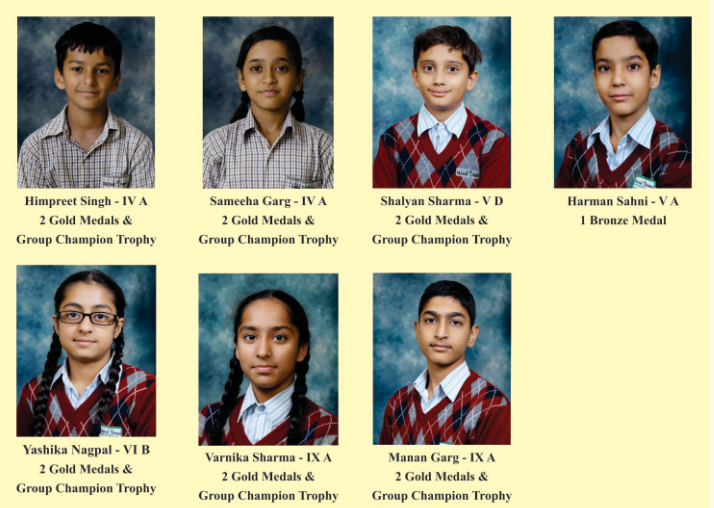 Himpreet Singh - IV A
2 Gold Medals &
Group Champion Trophy
Sameeha Garg - IV A
2 Gold Medals &
Group Champion Trophy
Shalyan Sharma - V D
2 Gold Medals &
Group Champion Trophy
Harman Sahni - V A
1 Bronze Medal
Yashika Nagpal - VI B
2 Gold Medals &
Group Champion Trophy
Varnika Sharma - IX A
2 Gold Medals &
Group Champion Trophy
Manan Garg - IX A
2 Gold Medals &
Group Champion Trophy